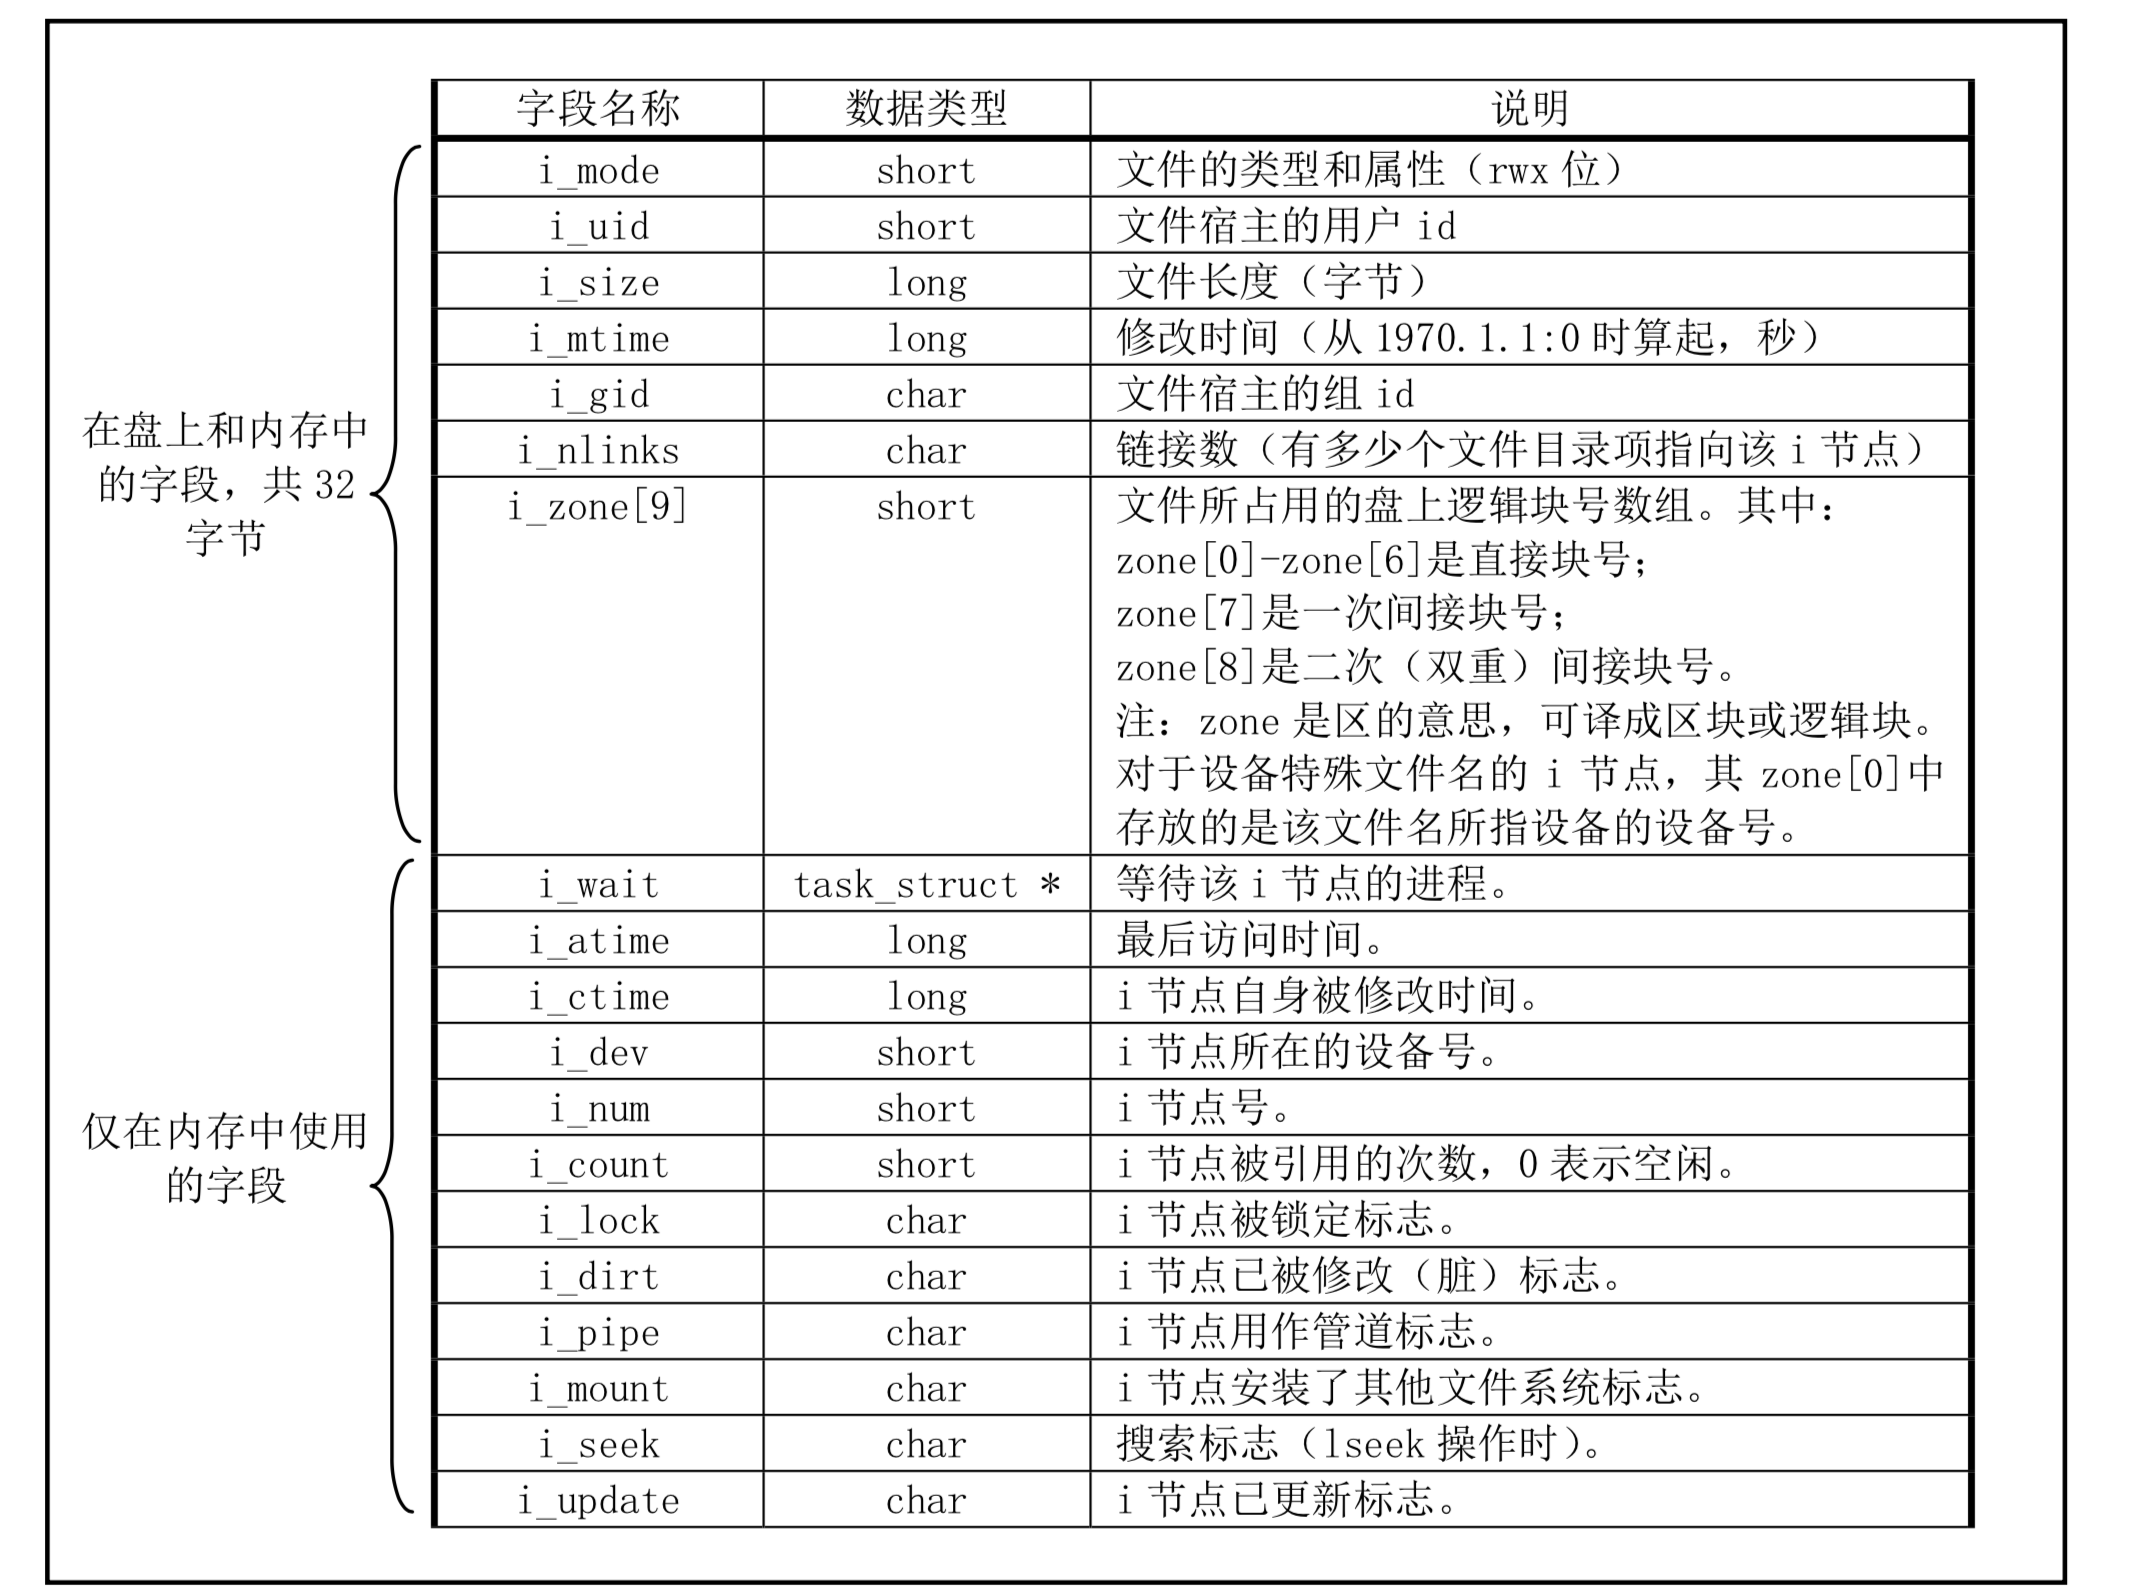 字段名称 数据类型 说明
i_mode short 文件的类型和属性（rwx 位）
i_uid short 文件宿主的用户 id
i_size long 文件长度（字节）
i_mtime long 修改时间（从 1970.1.1:0 时算起，秒）
i_gid char 文件宿主的组 id
i_nlinks char 链接数（有多少个文件目录项指向该 i 节点）
i_zone[9] short 文件所占用的盘上逻辑块号数组。其中：
zone[0]-zone[6]是直接块号；
zone[7]是一次间接块号；
zone[8]是二次（双重）间接块号。
注：zone 是区的意思，可译成区块或逻辑块。
对于设备特殊文件名的 i 节点，其 zone[0]中
存放的是该文件名所指设备的设备号。
在盘上和内存中
的字段，共 32
字节
i_wait task_struct * 等待该 i 节点的进程。
i_atime long 最后访问时间。
i_ctime long i 节点自身被修改时间。
i_dev short i 节点所在的设备号。
i_num short i 节点号。
i_count short i 节点被引用的次数，0 表示空闲。
i_lock char i 节点被锁定标志。
i_dirt char i 节点已被修改（脏）标志。
i_pipe char i 节点用作管道标志。
i_mount char i 节点安装了其他文件系统标志。
i_seek char 搜索标志（lseek 操作时）。
i_update char i 节点已更新标志。
仅在内存中使用
的字段